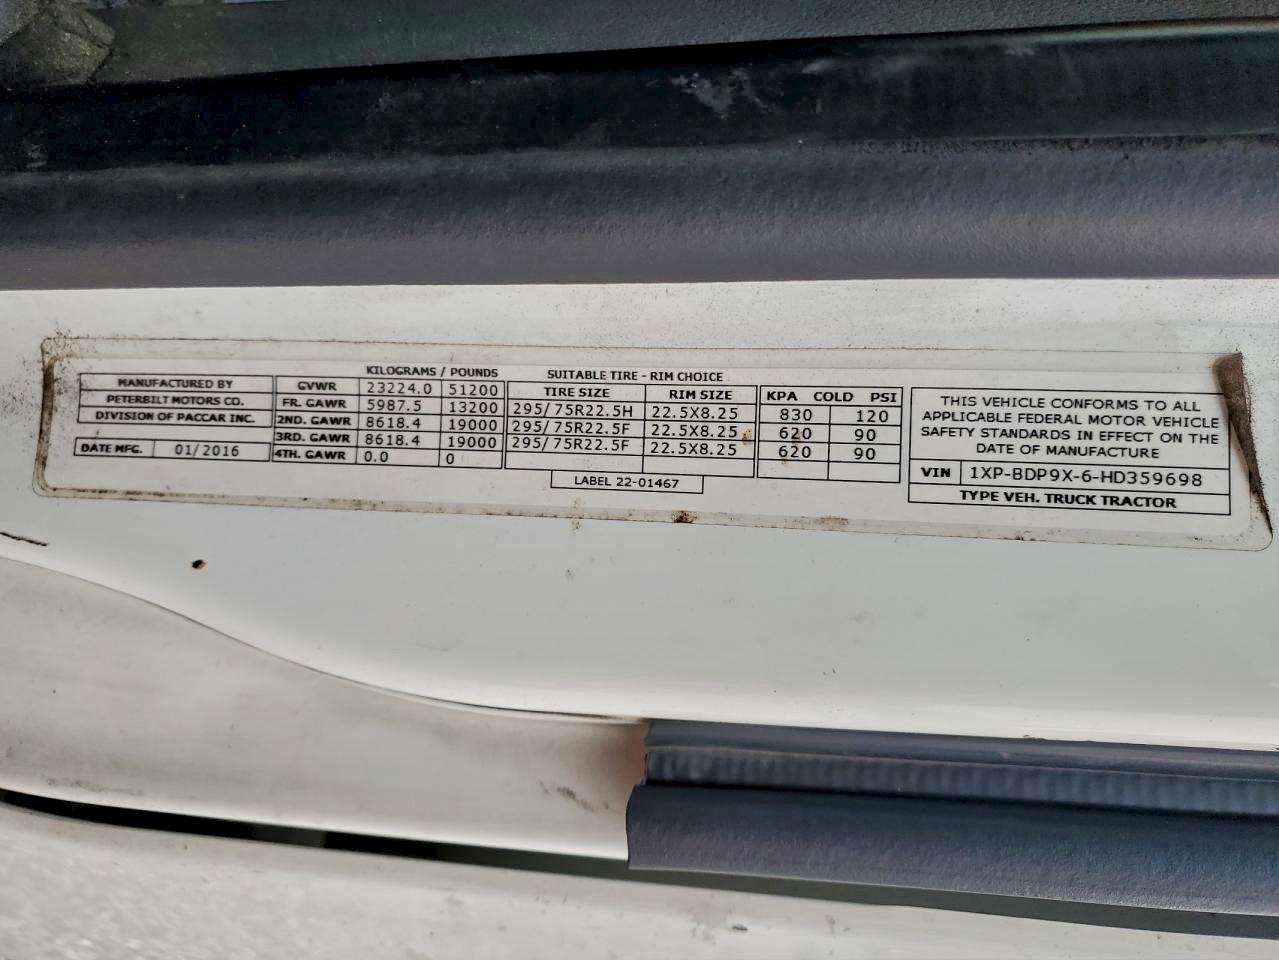 MANUFACTURED BY
PETERBILT MOTORS CO.
DIVISION OF PACCAR INC.
DATE MFG. 01/2016
KILOGRAMS / POUNDS
GVWR 23224.0 51200
FR. GAWR 5987.5 13200
2ND. GAWR 8618.4 19000
3RD. GAWR 8618.4 19000
4TH. GAWR 0.0 0
SUITABLE TIRE - RIM CHOICE
TIRE SIZE RIM SIZE
295/75R22.5H 22.5X8.25
295/75R22.5F 22.5X8.25
295/75R22.5F 22.5X8.25
LABEL 22-01467
KPA COLD PSI
830 120
620 90
620 90
THIS VEHICLE CONFORMS TO ALL
APPLICABLE FEDERAL MOTOR VEHICLE
SAFETY STANDARDS IN EFFECT ON THE
DATE OF MANUFACTURE
VIN 1XP-BDP9X-6-HD359698
TYPE VEH. TRUCK TRACTOR